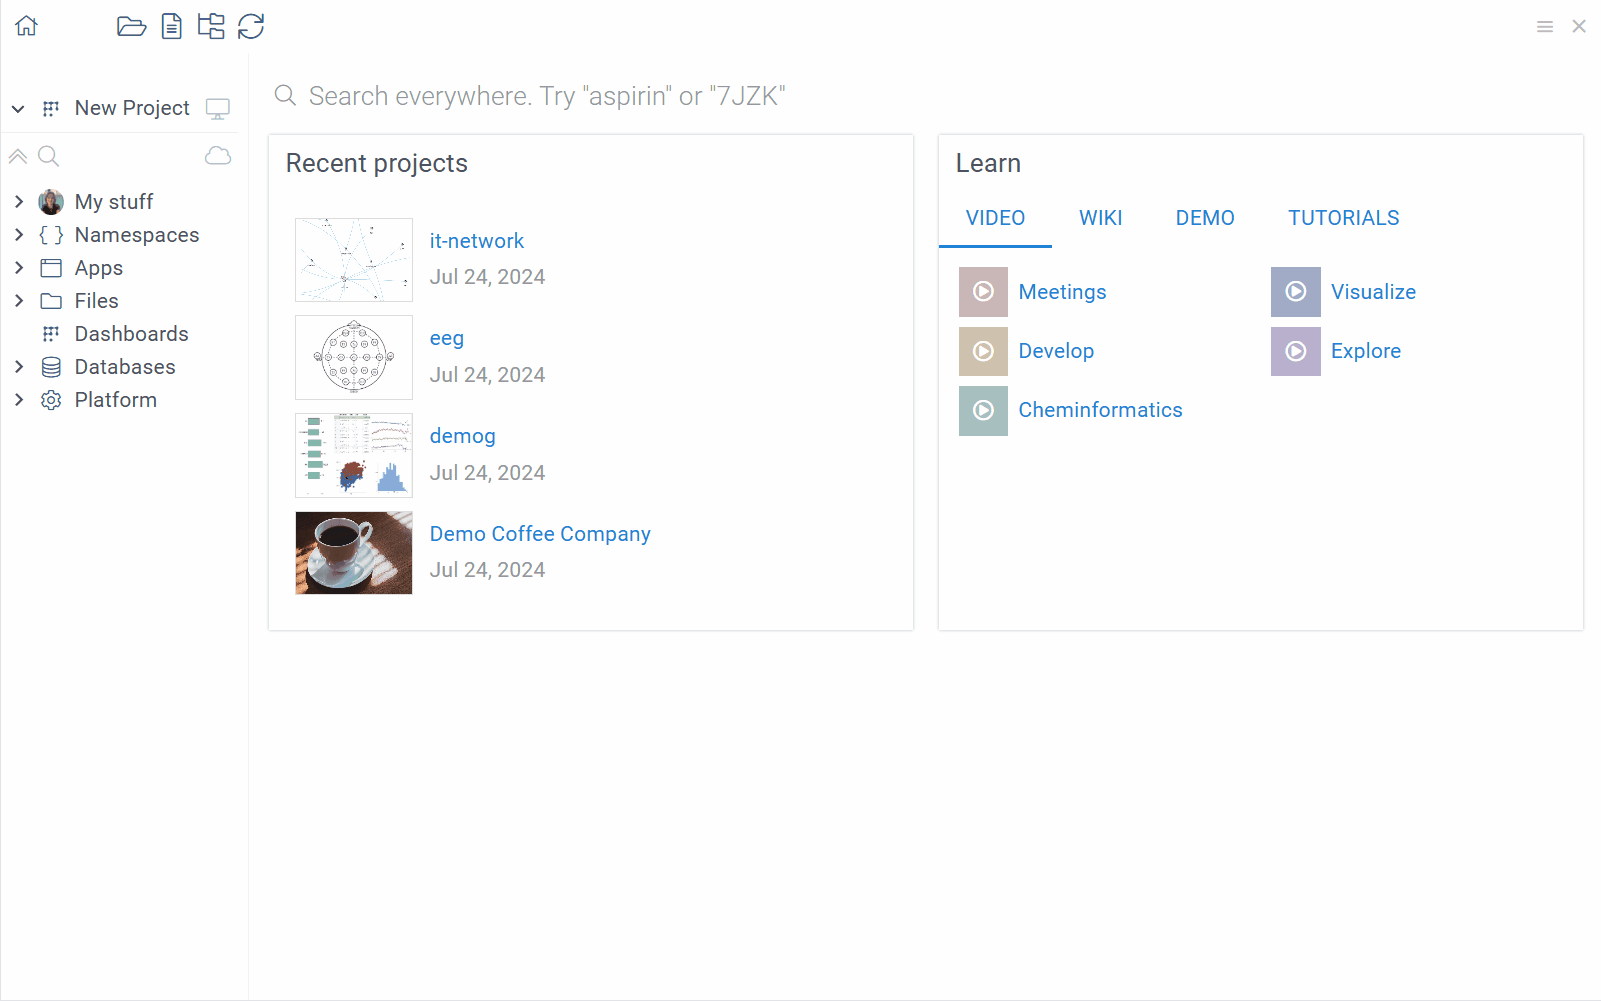 New Project
My stuff
Namespaces
Apps
Files
Dashboards
Databases
Platform
Search everywhere. Try "aspirin" or "7JZK"
Recent projects
it-network
Jul 24, 2024
eeg
Jul 24, 2024
demog
Jul 24, 2024
Demo Coffee Company
Jul 24, 2024
Learn
VIDEO WIKI DEMO TUTORIALS
Meetings
Visualize
Develop
Explore
Cheminformatics